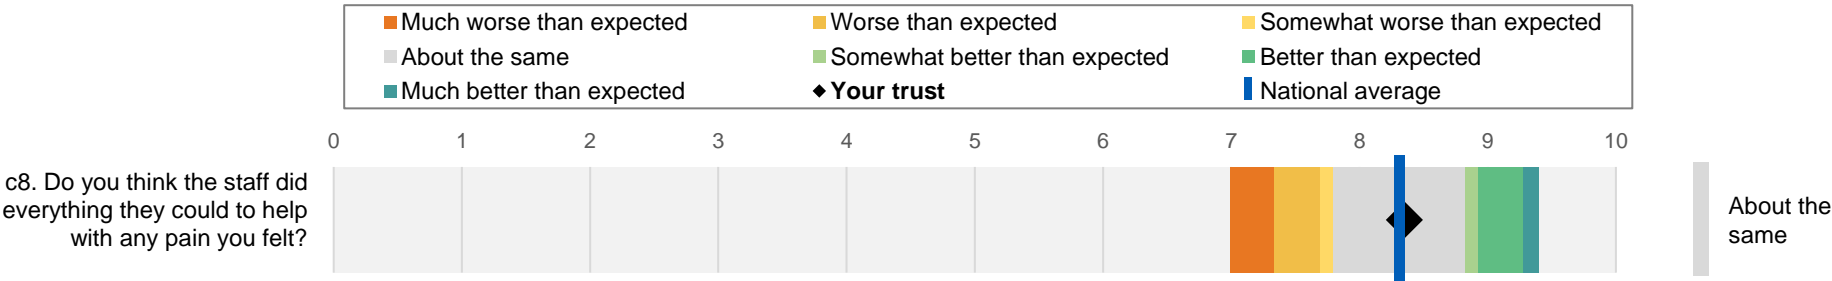 Much worse than expected Worse than expected Somewhat worse than expected
About the same Somewhat better than expected Better than expected
Much better than expected Your trust National average
0 1 2 3 4 5 6 7 8 9 10
c8. Do you think the staff did
everything they could to help
with any pain you felt?
About the
same